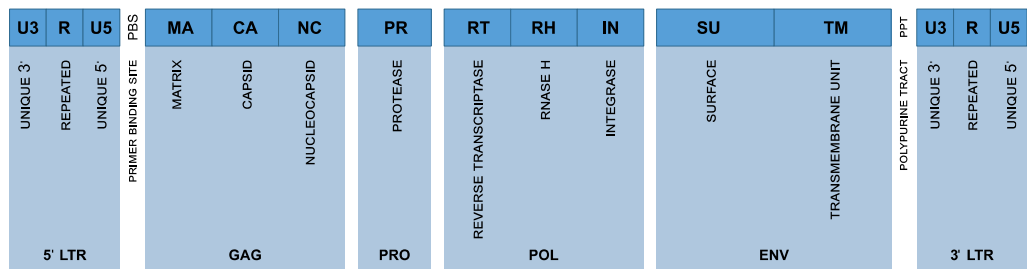 U3 R U5 PBS MA CA NC PR RT RH IN SU TM PPT U3 R U5
UNIQUE 3'
REPEATED
UNIQUE 5'
PRIMER BINDING SITE
MATRIX
CAPSID
NUCLEOCAPSID
PROTEASE
REVERSE TRANSCRIPTASE
RNASE H
INTEGRASE
SURFACE
TRANSMEMBRANE UNIT
POLYPURINE TRACT
UNIQUE 3'
REPEATED
UNIQUE 5'
5' LTR GAG PRO POL ENV 3' LTR